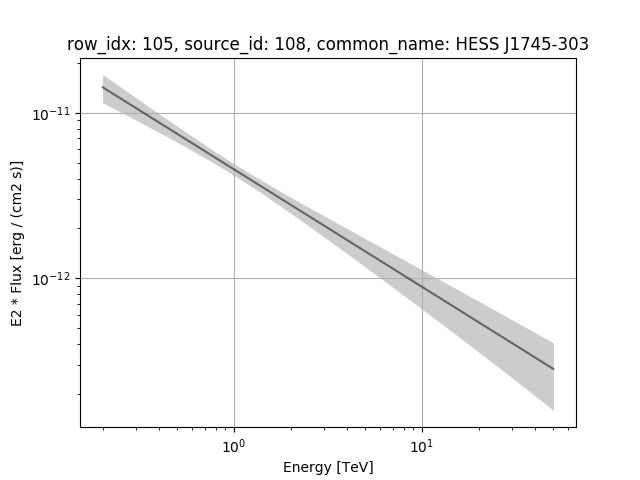 row_idx: 105, source_id: 108, common_name: HESS J1745-303
10⁻¹¹
10⁻¹²
E2 * Flux [erg / (cm2 s)]
10⁰
10¹
Energy [TeV]